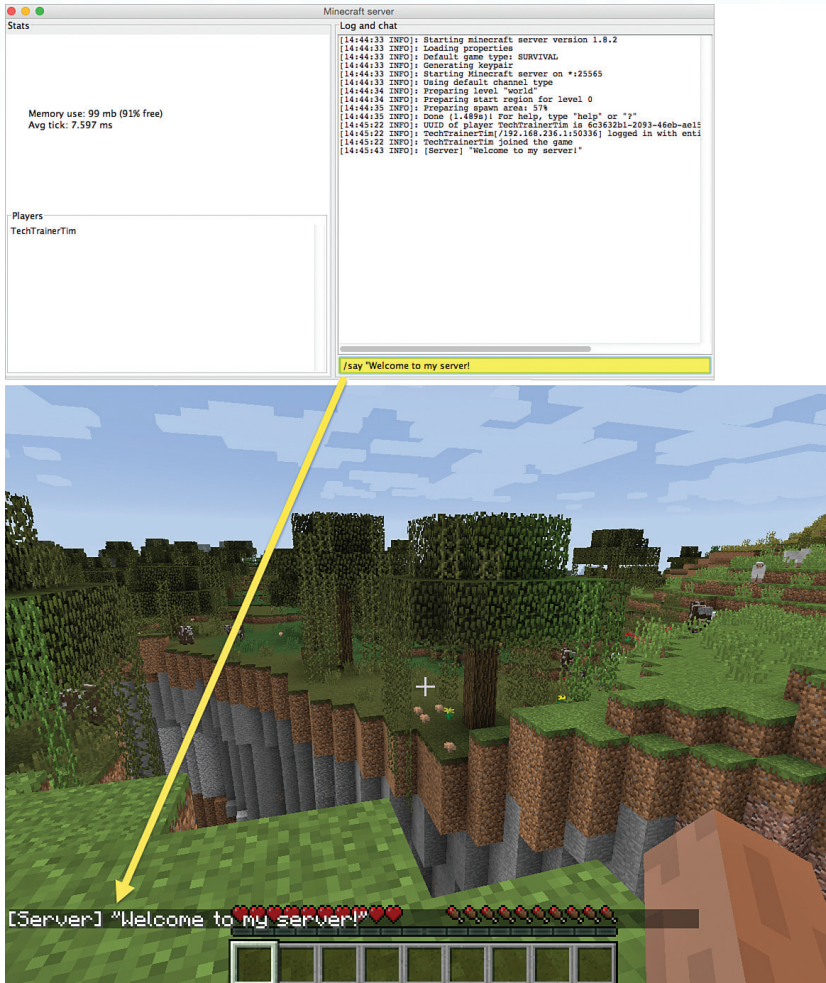 Minecraft server
Stats
Memory use: 99 mb (91% free)
Avg tick: 7.597 ms
Players
TechTrainerTim
Log and chat
[14:44:33 INFO]: Starting minecraft server version 1.8.2
[14:44:33 INFO]: Loading properties
[14:44:33 INFO]: Default game type: SURVIVAL
[14:44:33 INFO]: Generating keypair
[14:44:33 INFO]: Starting Minecraft server on *:25565
[14:44:33 INFO]: Using default channel type
[14:44:34 INFO]: Preparing level "world"
[14:44:34 INFO]: Preparing start region for level 0
[14:44:35 INFO]: Preparing spawn area: 57%
[14:44:35 INFO]: Done (1.489s)! For help, type "help" or "?"
[14:45:22 INFO]: UUID of player TechTrainerTim is 6c3632b1-2093-46eb-ae15
[14:45:22 INFO]: TechTrainerTim[/192.168.236.1:50336] logged in with enti
[14:45:22 INFO]: TechTrainerTim joined the game
[14:45:43 INFO]: [Server] "Welcome to my server!"
/say "Welcome to my server!
[Server] "Welcome to my server!"